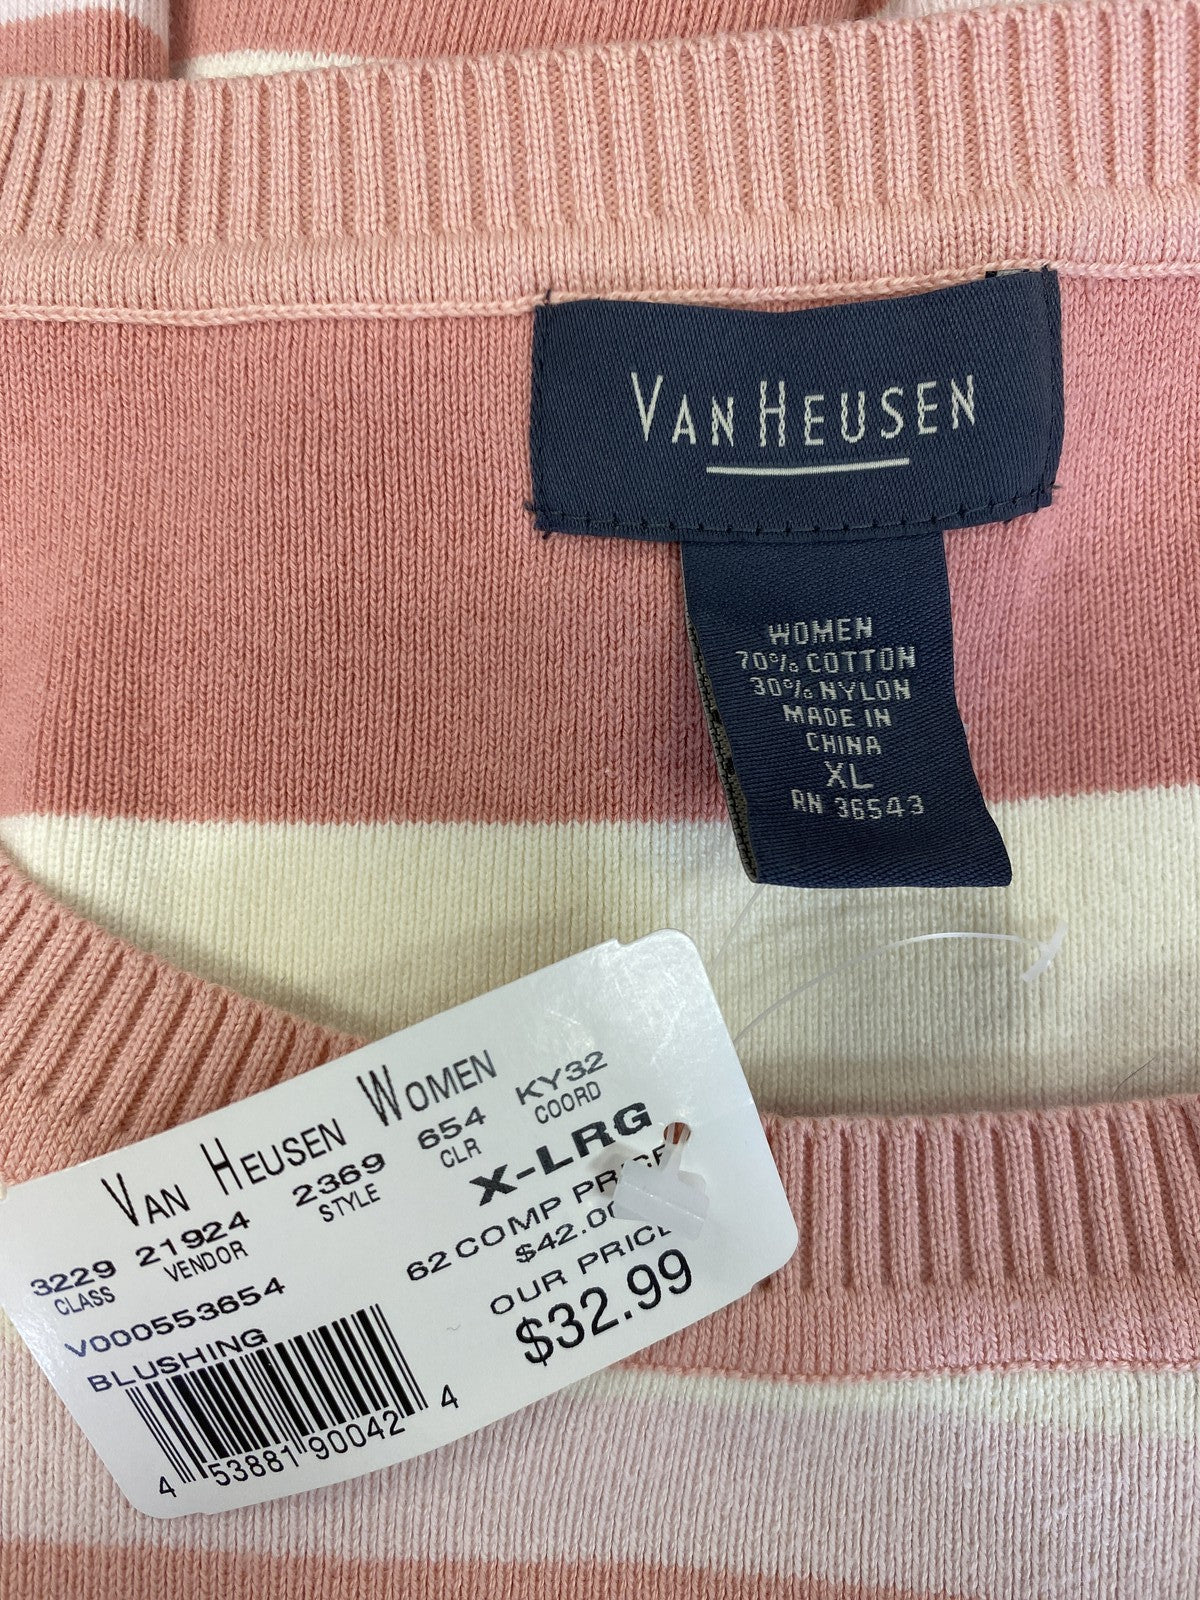 VAN HEUSEN
WOMEN
70% COTTON
30% NYLON
MADE IN
CHINA
XL
RN 36543
VAN HEUSEN WOMEN
3229 21924 2369 654 KY32
CLASS VENDOR STYLE CLR COORD
V000553654 X-LRG
BLUSHING 62 COMP PRICE
$42.00
OUR PRICE
$32.99
4 53881 90042 4